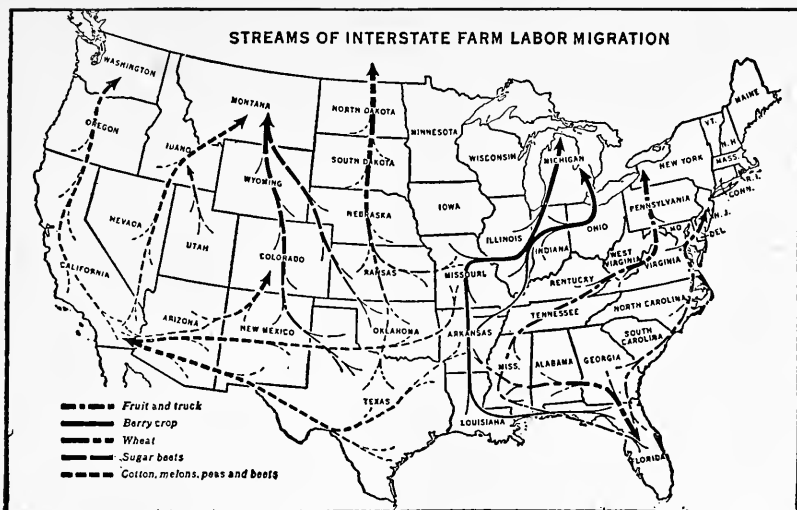 STREAMS OF INTERSTATE FARM LABOR MIGRATION
WASHINGTON
MAINE
MONTANA
NORTH DAKOTA
MINNESOTA
VT.
OREGON
IDAHO
N.H.
SOUTH DAKOTA
WISCONSIN
MICHIGAN
NEW YORK
MASS.
WYOMING
R.I.
CONN.
IOWA
PENNSYLVANIA
NEVADA
NEBRASKA
N.J.
UTAH
ILLINOIS
INDIANA
OHIO
MD
DEL
COLORADO
WEST
VIRGINIA
VIRGINIA
CALIFORNIA
KANSAS
MISSOURI
KENTUCKY
ARIZONA
NEW MEXICO
OKLAHOMA
ARKANSAS
TENNESSEE
NORTH CAROLINA
SOUTH
CAROLINA
MISS.
ALABAMA
GEORGIA
TEXAS
LOUISIANA
FLORIDA
Fruit and truck
Berry crop
Wheat
Sugar beets
Cotton, melons, peas and beets